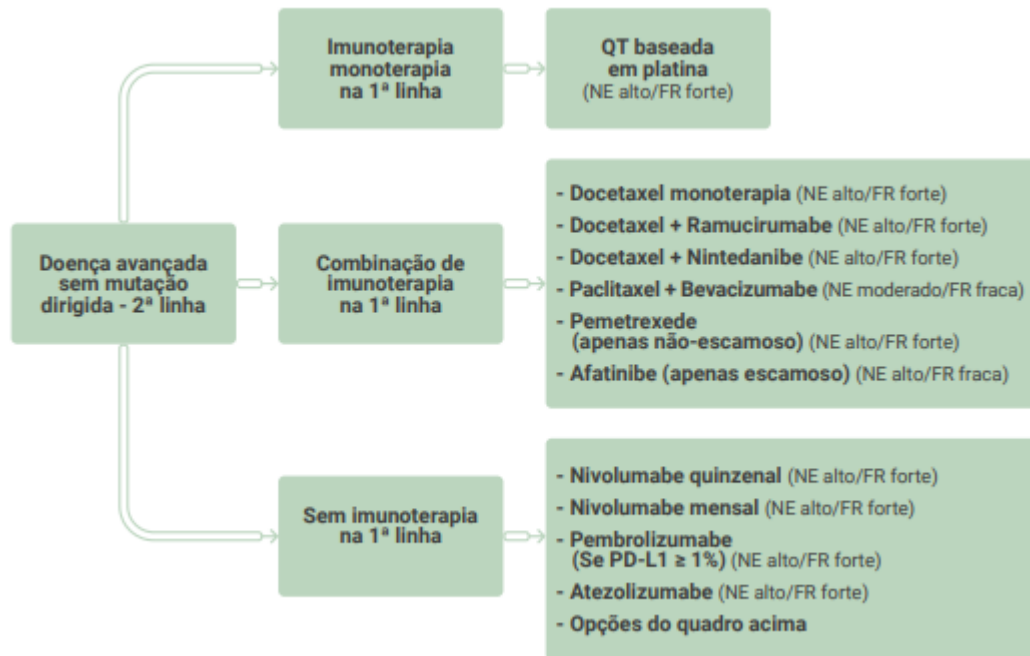 Imunoterapia
monoterapia
na 1ª linha
QT baseada
em platina
(NE alto/FR forte)
Doença avançada
sem mutação
dirigida - 2ª linha
Combinação de
imunoterapia
na 1ª linha
- Docetaxel monoterapia (NE alto/FR forte)
- Docetaxel + Ramucirumabe (NE alto/FR forte)
- Docetaxel + Nintedanibe (NE alto/FR forte)
- Paclitaxel + Bevacizumabe (NE moderado/FR fraca)
- Pemetrexede
(apenas não-escamoso) (NE alto/FR forte)
- Afatinibe (apenas escamoso) (NE alto/FR fraca)
Sem imunoterapia
na 1ª linha
- Nivolumabe quinzenal (NE alto/FR forte)
- Nivolumabe mensal (NE alto/FR forte)
- Pembrolizumabe
(Se PD-L1 ≥ 1%) (NE alto/FR forte)
- Atezolizumabe (NE alto/FR forte)
- Opções do quadro acima